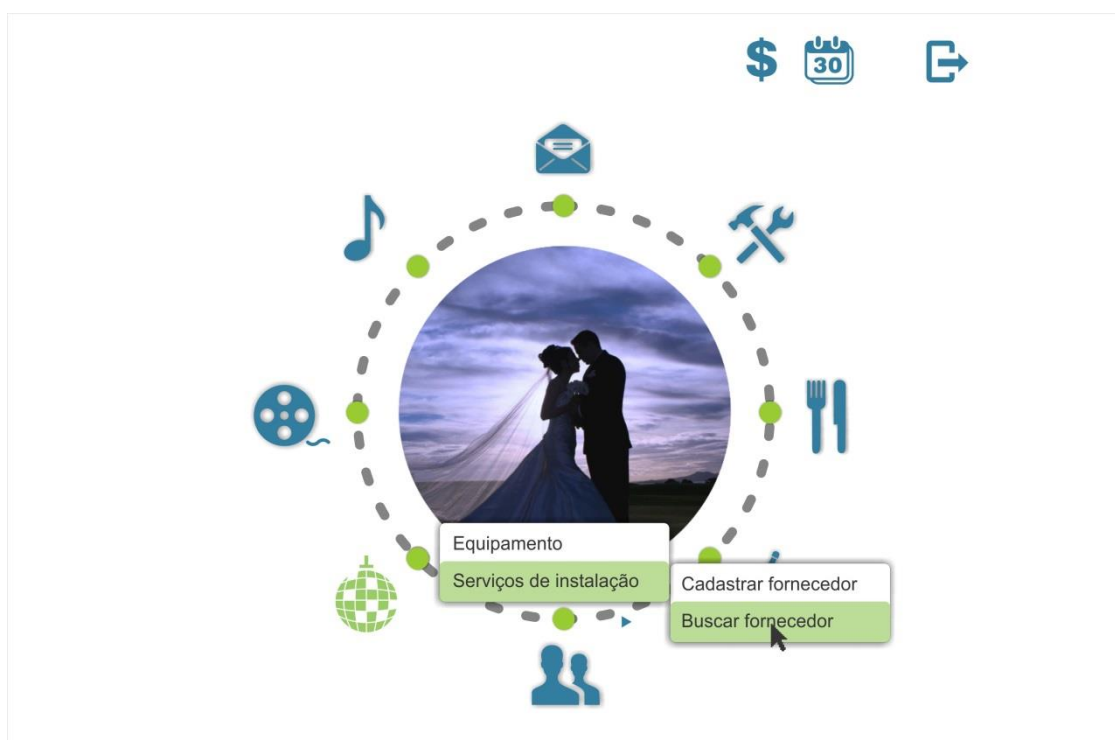 $
30
Equipamento
Serviços de instalação
Cadastrar fornecedor
Buscar fornecedor